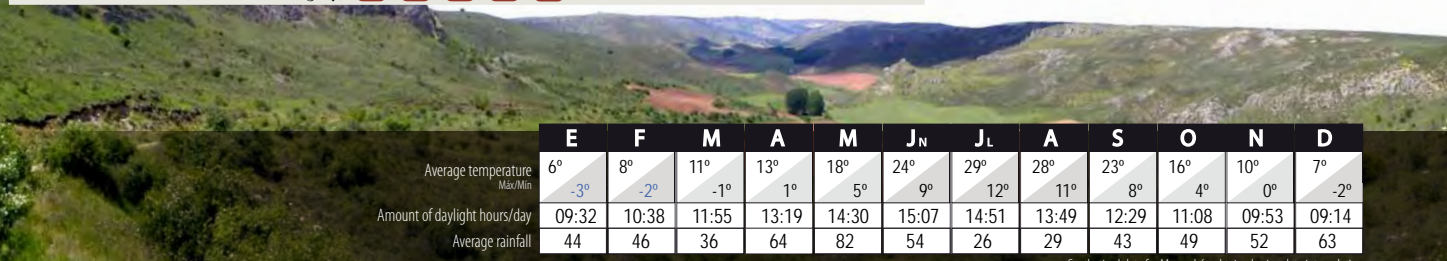 E F M A M JN JL A S O N D
Average temperature 6º 8º 11º 13º 18º 24º 29º 28º 23º 16º 10º 7º
Máx/Mín -3º -2º -1º 1º 5º 9º 12º 11º 8º 4º 0º -2º
Amount of daylight hours/day 09:32 10:38 11:55 13:19 14:30 15:07 14:51 13:49 12:29 11:08 09:53 09:14
Average rainfall 44 46 36 64 82 54 26 29 43 49 52 63